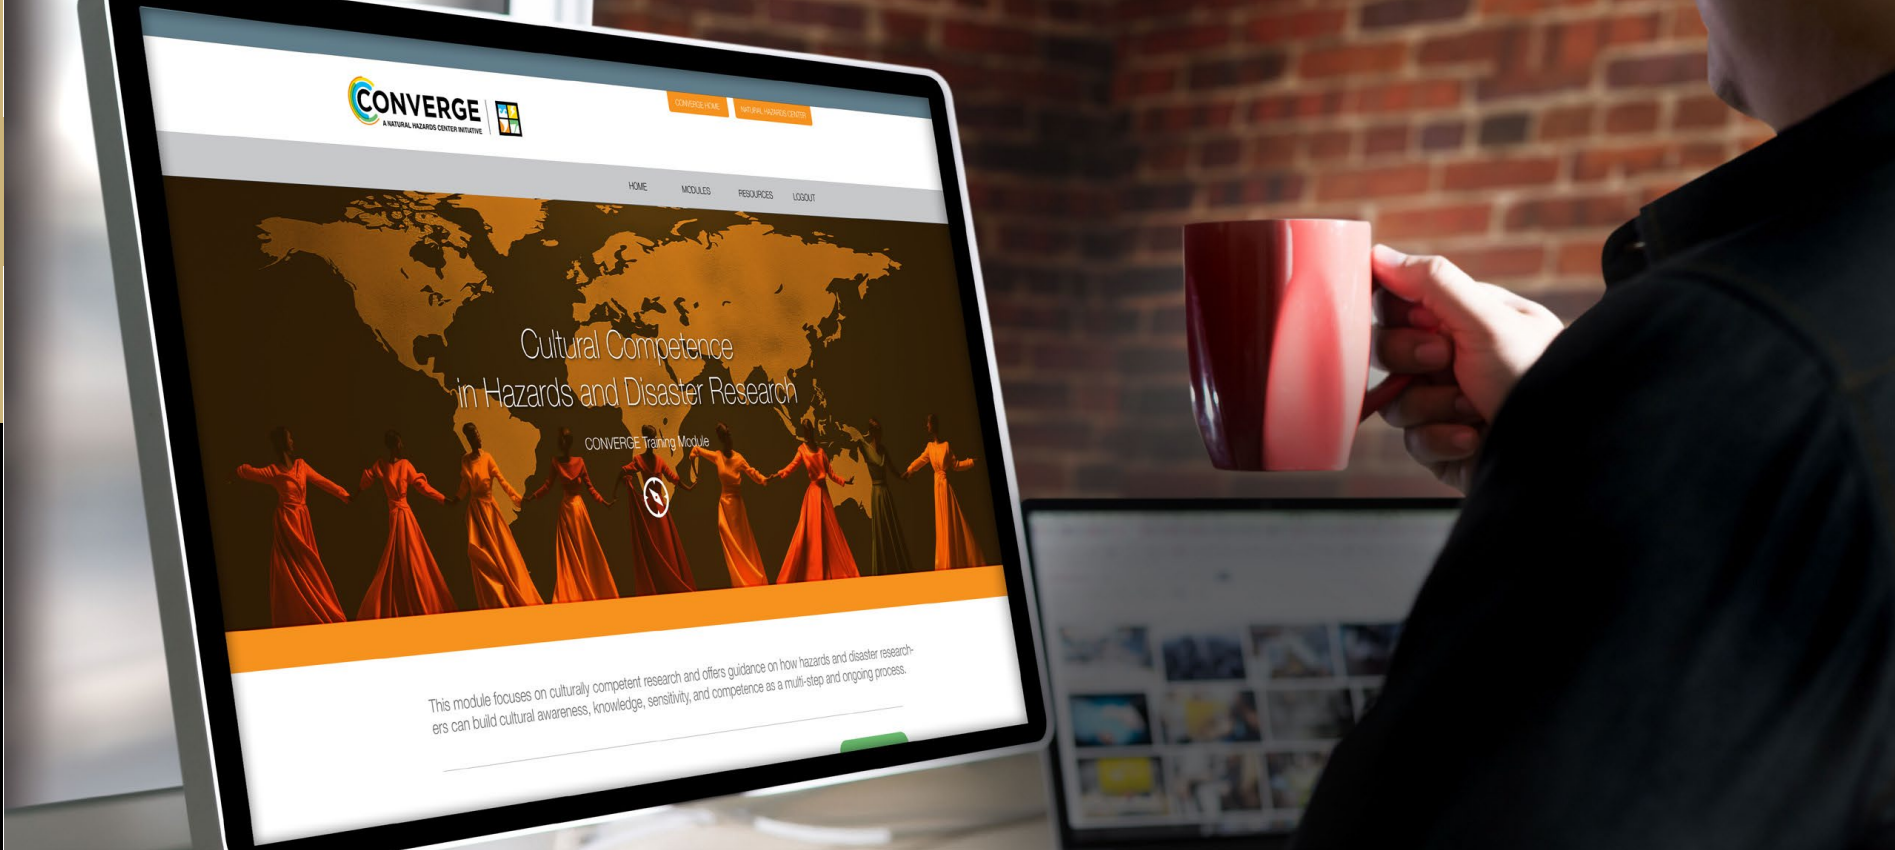 CONVERGE
A NATURAL HAZARDS CENTER INITIATIVE
CONVERGE HOME
NATURAL HAZARDS CENTER
HOME
MODULES
RESOURCES
LOGOUT
Cultural Competence
in Hazards and Disaster Research
CONVERGE Training Module
This module focuses on culturally competent research and offers guidance on how hazards and disaster research-
ers can build cultural awareness, knowledge, sensitivity, and competence as a multi-step and ongoing process.